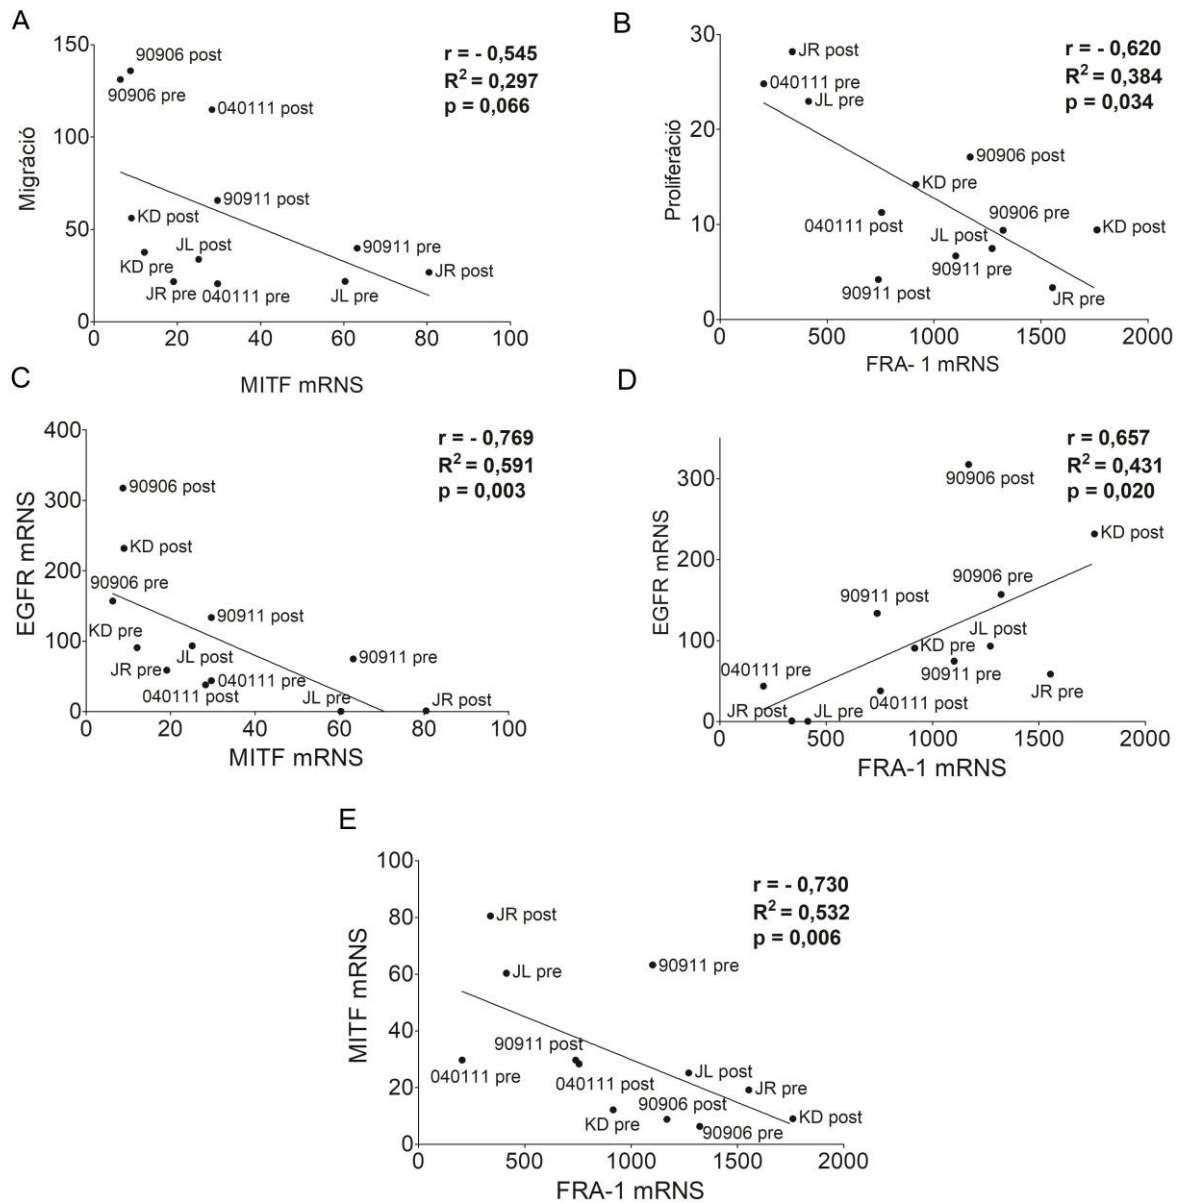 A
150
100
50
0
0 20 40 60 80 100
Migráció
MITF mRNS
r = - 0,545
R² = 0,297
p = 0,066
90906 post
90906 pre
040111 post
90911 post
KD post
JL post
90911 pre
KD pre
JR post
JR pre
040111 pre
JL pre
B
30
20
10
0
0 500 1000 1500 2000
Proliferáció
FRA- 1 mRNS
r = - 0,620
R² = 0,384
p = 0,034
JR post
040111 pre
JL pre
90906 post
KD pre
90906 pre
040111 post
JL post
KD post
90911 pre
90911 post
JR pre
C
400
300
200
100
0
0 20 40 60 80 100
EGFR mRNS
MITF mRNS
r = - 0,769
R² = 0,591
p = 0,003
90906 post
KD post
90906 pre
90911 post
KD pre
JL post
90911 pre
JR pre
040111 pre
040111 post
JL pre
JR post
D
300
200
100
0
0 500 1000 1500 2000
EGFR mRNS
FRA-1 mRNS
r = 0,657
R² = 0,431
p = 0,020
90906 post
KD post
90906 pre
90911 post
JL post
KD pre
040111 pre
90911 pre
JR pre
040111 post
JR post
JL pre
E
100
80
60
40
20
0
0 500 1000 1500 2000
MITF mRNS
FRA-1 mRNS
r = - 0,730
R² = 0,532
p = 0,006
JR post
JL pre
90911 pre
90911 post
040111 pre
040111 post
JL post
JR pre
90906 post
KD pre
KD post
90906 pre